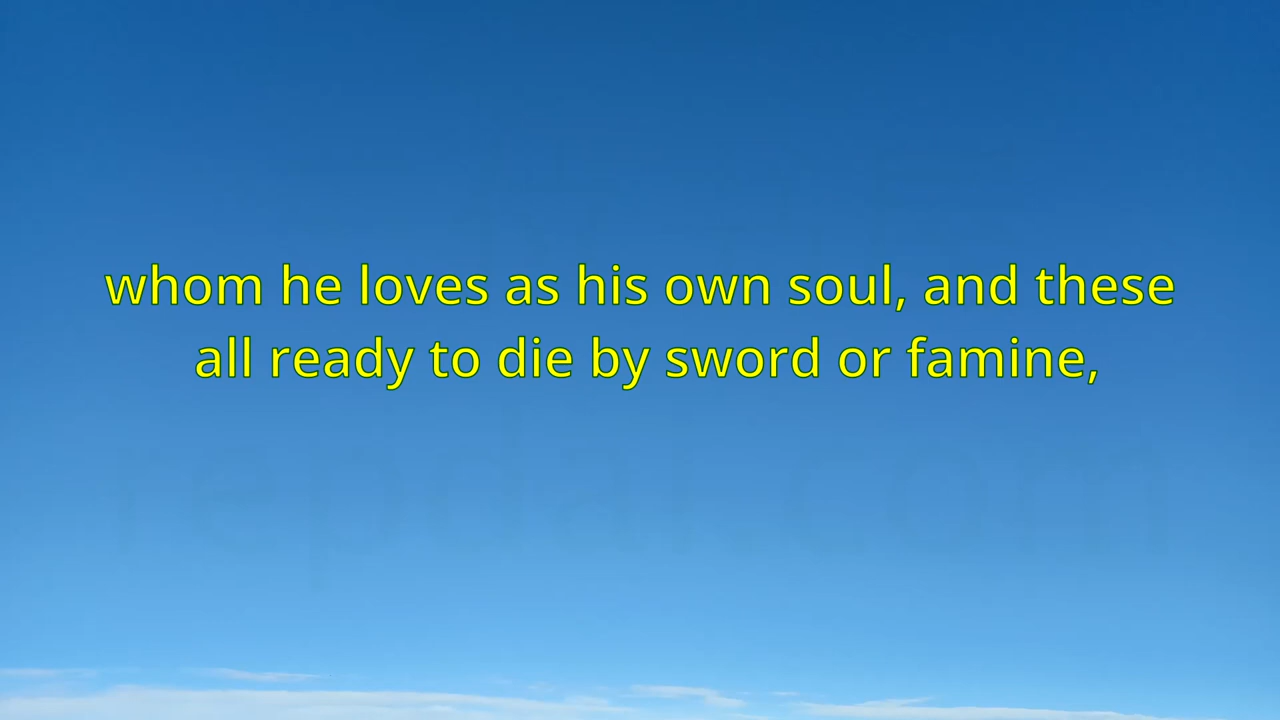 whom he loves as his own soul, and these
all ready to die by sword or famine,